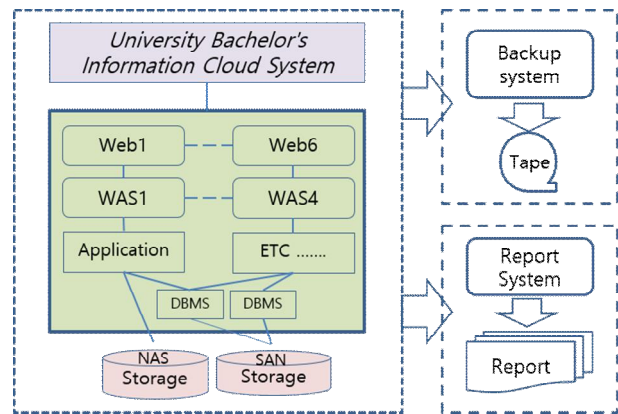 University Bachelor's
Information Cloud System
Web1
Web6
WAS1
WAS4
Application
ETC .......
DBMS
DBMS
NAS
Storage
SAN
Storage
Backup
system
Tape
Report
System
Report